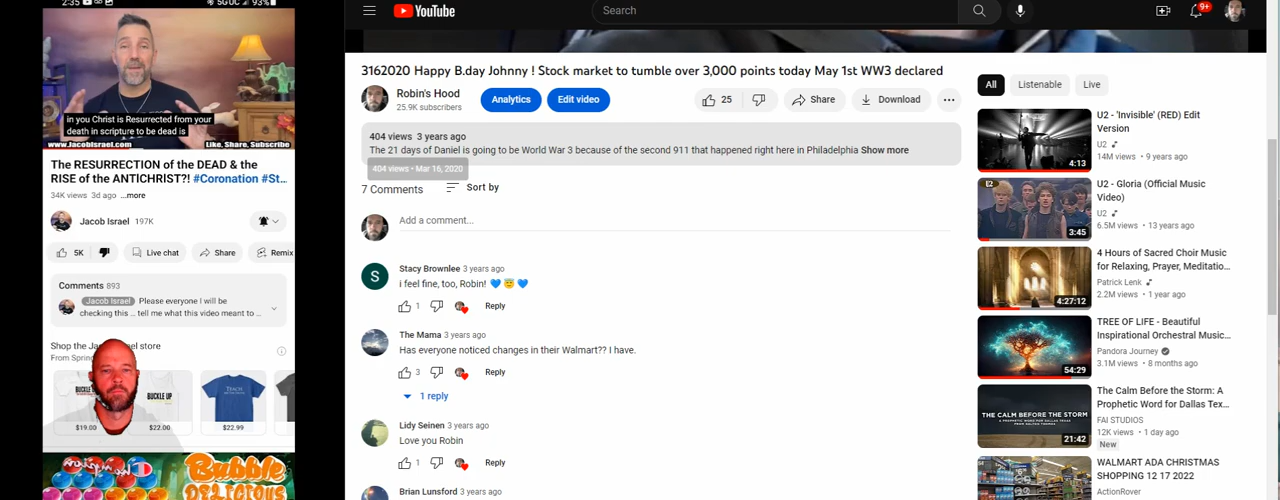 2:35
5G UC 93%
in you Christ is Resurrected from your
death in scripture to be dead is
www.JacobIsrael.com
Like, Share, Subscribe
The RESURRECTION of the DEAD & the
RISE of the ANTICHRIST?! #Coronation #St...
34K views 3d ago ...more
Jacob Israel 197K
5K
Live chat
Share
Remix
Comments 893
Jacob Israel Please everyone I will be
checking this ... tell me what this video meant to ...
Shop the Ja
store
From Spring
BUCKLE
BUCKLE UP
TEACH
$19.00
$22.00
$22.99
Bubble
DELICIOUS
YouTube
Search
9+
3162020 Happy B.day Johnny ! Stock market to tumble over 3,000 points today May 1st WW3 declared
Robin's Hood
25.9K subscribers
Analytics
Edit video
25
Share
Download
404 views 3 years ago
The 21 days of Daniel is going to be World War 3 because of the second 911 that happened right here in Philadelphia Show more
404 views • Mar 16, 2020
7 Comments
Sort by
Add a comment...
S
Stacy Brownlee 3 years ago
i feel fine, too, Robin! 💙 😇 💙
1
Reply
The Mama 3 years ago
Has everyone noticed changes in their Walmart?? I have.
3
Reply
1 reply
Lidy Seinen 3 years ago
Love you Robin
1
Reply
Brian Lunsford 3 years ago
All
Listenable
Live
4:13
U2 - 'Invisible' (RED) Edit
Version
U2
14M views • 9 years ago
U2
3:45
U2 - Gloria (Official Music
Video)
U2
6.5M views • 13 years ago
4:27:12
4 Hours of Sacred Choir Music
for Relaxing, Prayer, Meditatio...
Patrick Lenk
2.2M views • 1 year ago
54:29
TREE OF LIFE - Beautiful
Inspirational Orchestral Music...
Pandora Journey
3.1M views • 8 months ago
THE CALM BEFORE THE STORM
21:42
The Calm Before the Storm: A
Prophetic Word for Dallas Tex...
FAI STUDIOS
12K views • 1 day ago
New
WALMART ADA CHRISTMAS
SHOPPING 12 17 2022
ActionRover